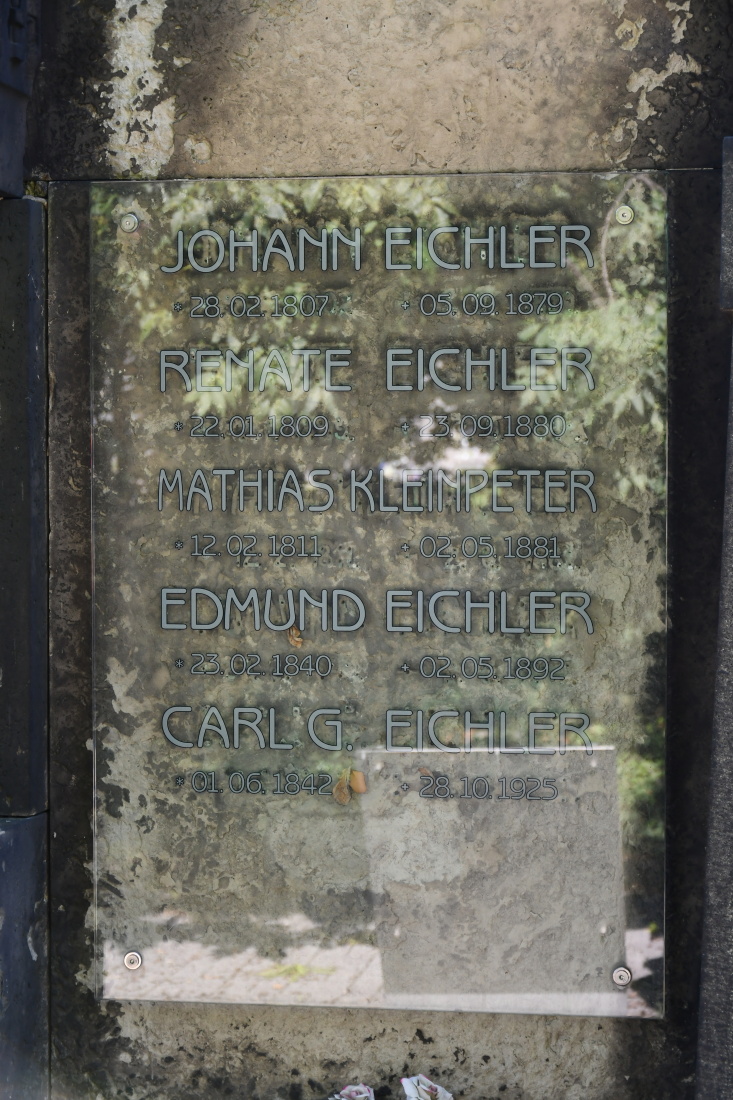 JOHANN EICHLER
* 28.02.1807 + 05.09.1879
RENATE EICHLER
* 22.01.1809 + 23.09.1880
MATHIAS KLEINPETER
* 12.02.1811 + 02.05.1881
EDMUND EICHLER
* 23.02.1840 + 02.05.1892
CARL G. EICHLER
* 01.06.1842 + 28.10.1925